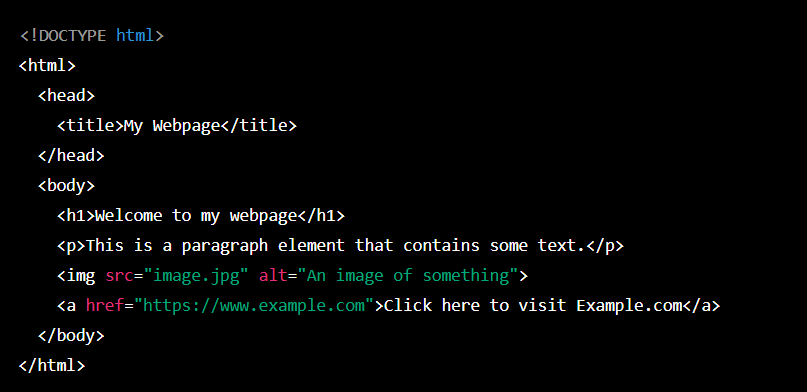 <!DOCTYPE html>
<html>
<head>
<title>My Webpage</title>
</head>
<body>
<h1>Welcome to my webpage</h1>
<p>This is a paragraph element that contains some text.</p>
<img src="image.jpg" alt="An image of something">
<a href="https://www.example.com">Click here to visit Example.com</a>
</body>
</html>